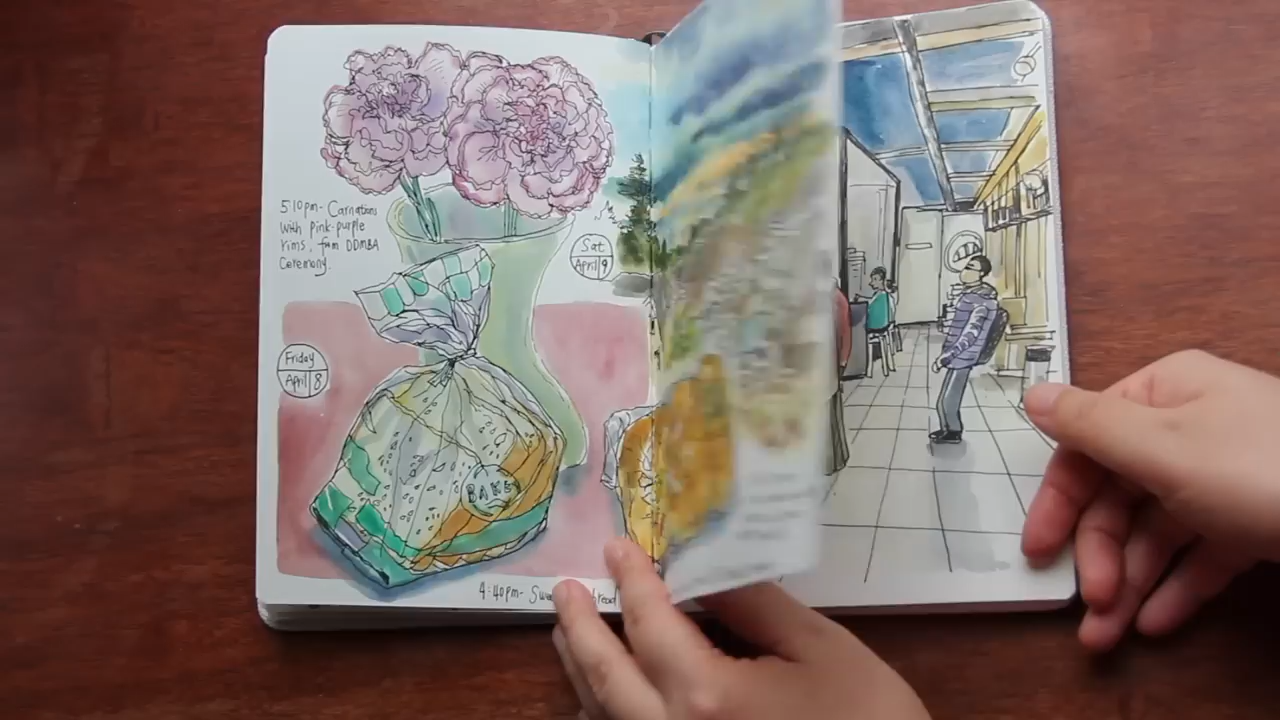 5:10pm- Carnations
with pink-purple
rims, from DDMBA
Ceremony.
Sat
April 9
Friday
April 8
BAKE
4:40pm-